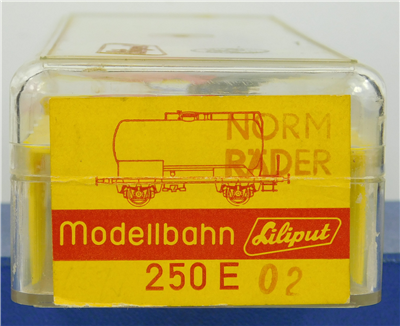 NORM
RÄDER
Modellbahn Liliput
250 E 02